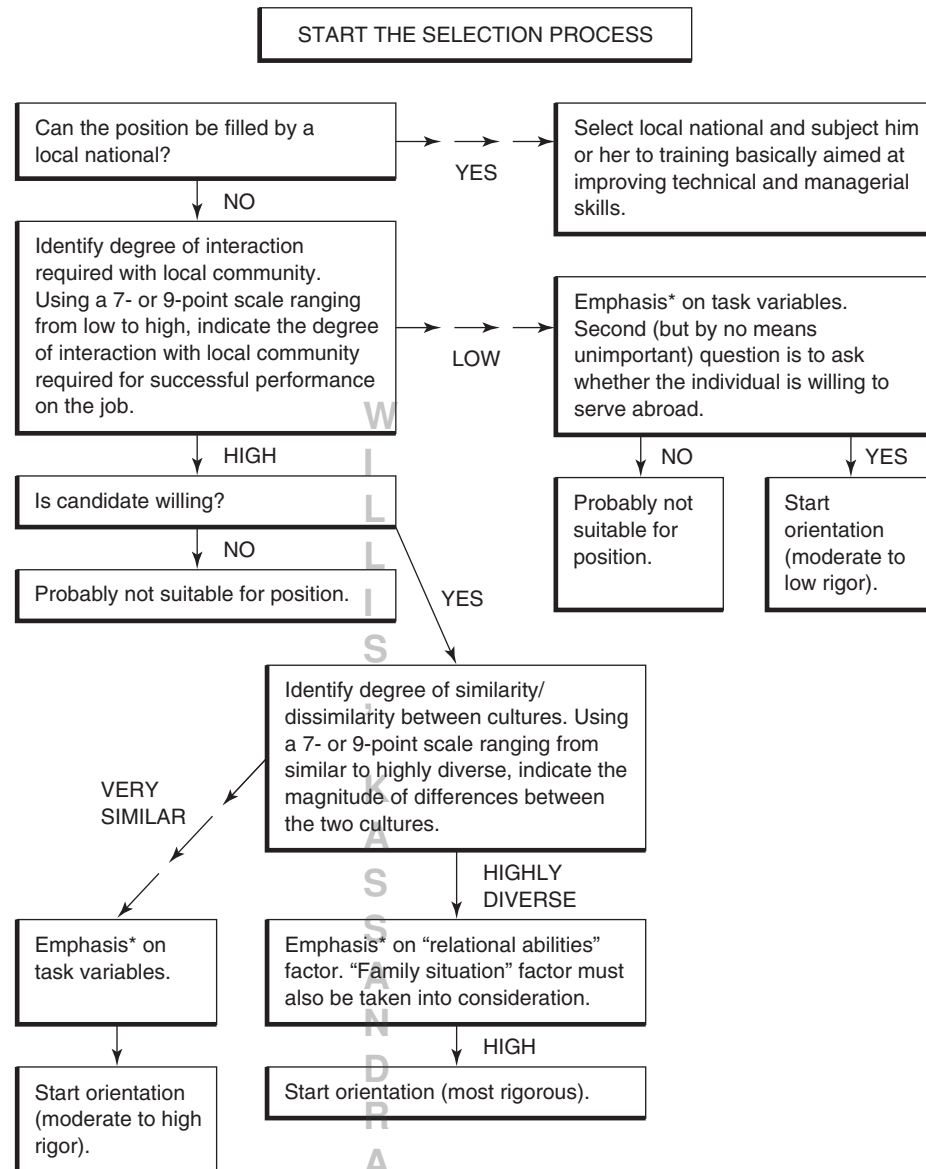 START THE SELECTION PROCESS
Can the position be filled by a
local national?
YES
Select local national and subject him
or her to training basically aimed at
improving technical and managerial
skills.
NO
Identify degree of interaction
required with local community.
Using a 7- or 9-point scale ranging
from low to high, indicate the degree
of interaction with local community
required for successful performance
on the job.
LOW
Emphasis* on task variables.
Second (but by no means
unimportant) question is to ask
whether the individual is willing to
serve abroad.
NO
Probably not
suitable for
position.
YES
Start
orientation
(moderate to
low rigor).
HIGH
Is candidate willing?
NO
Probably not suitable for position.
YES
Identify degree of similarity/
dissimilarity between cultures. Using
a 7- or 9-point scale ranging from
similar to highly diverse, indicate the
magnitude of differences between
the two cultures.
VERY
SIMILAR
Emphasis* on
task variables.
Start orientation
(moderate to high
rigor).
HIGHLY
DIVERSE
Emphasis* on “relational abilities”
factor. “Family situation” factor must
also be taken into consideration.
HIGH
Start orientation (most rigorous).
WILLIS, KASSANDRA